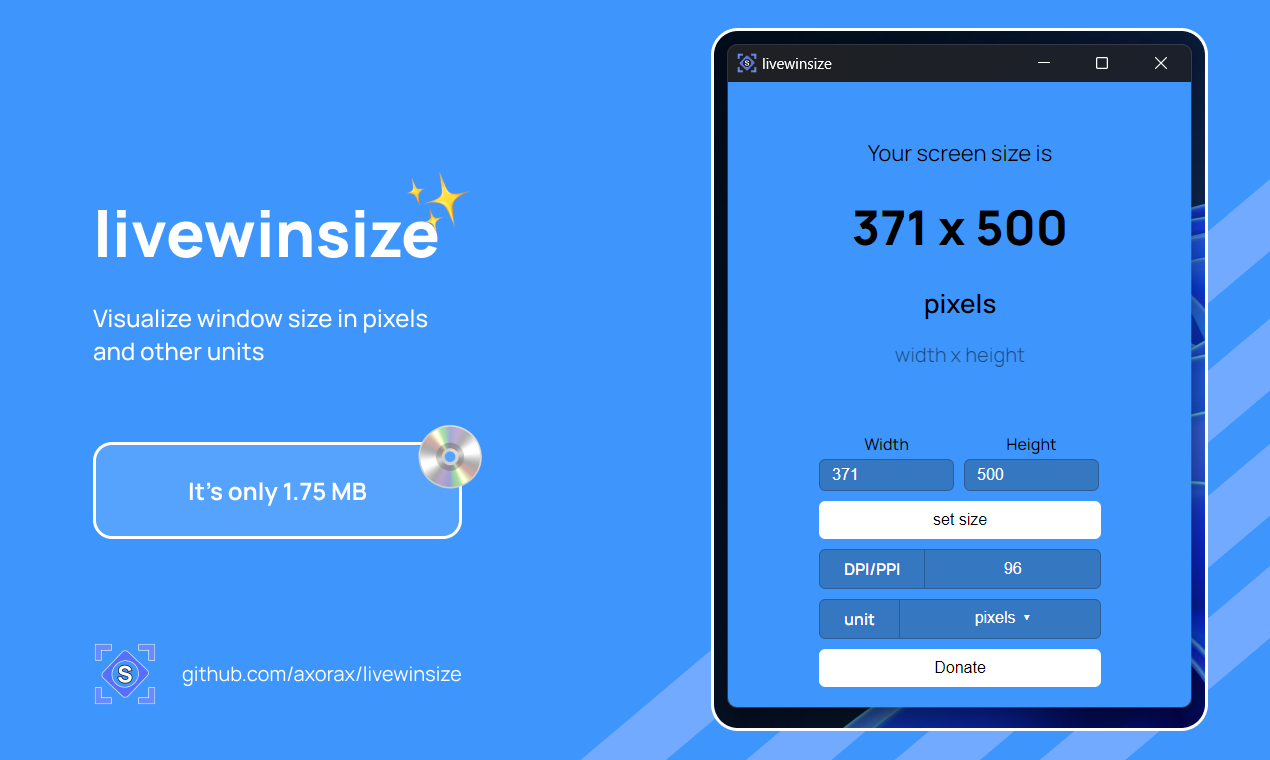 livewinsize
Visualize window size in pixels
and other units
It's only 1.75 MB
S
github.com/axorax/livewinsize
S livewinsize
Your screen size is
371 x 500
pixels
width x height
Width Height
371 500
set size
DPI/PPI 96
unit pixels
Donate